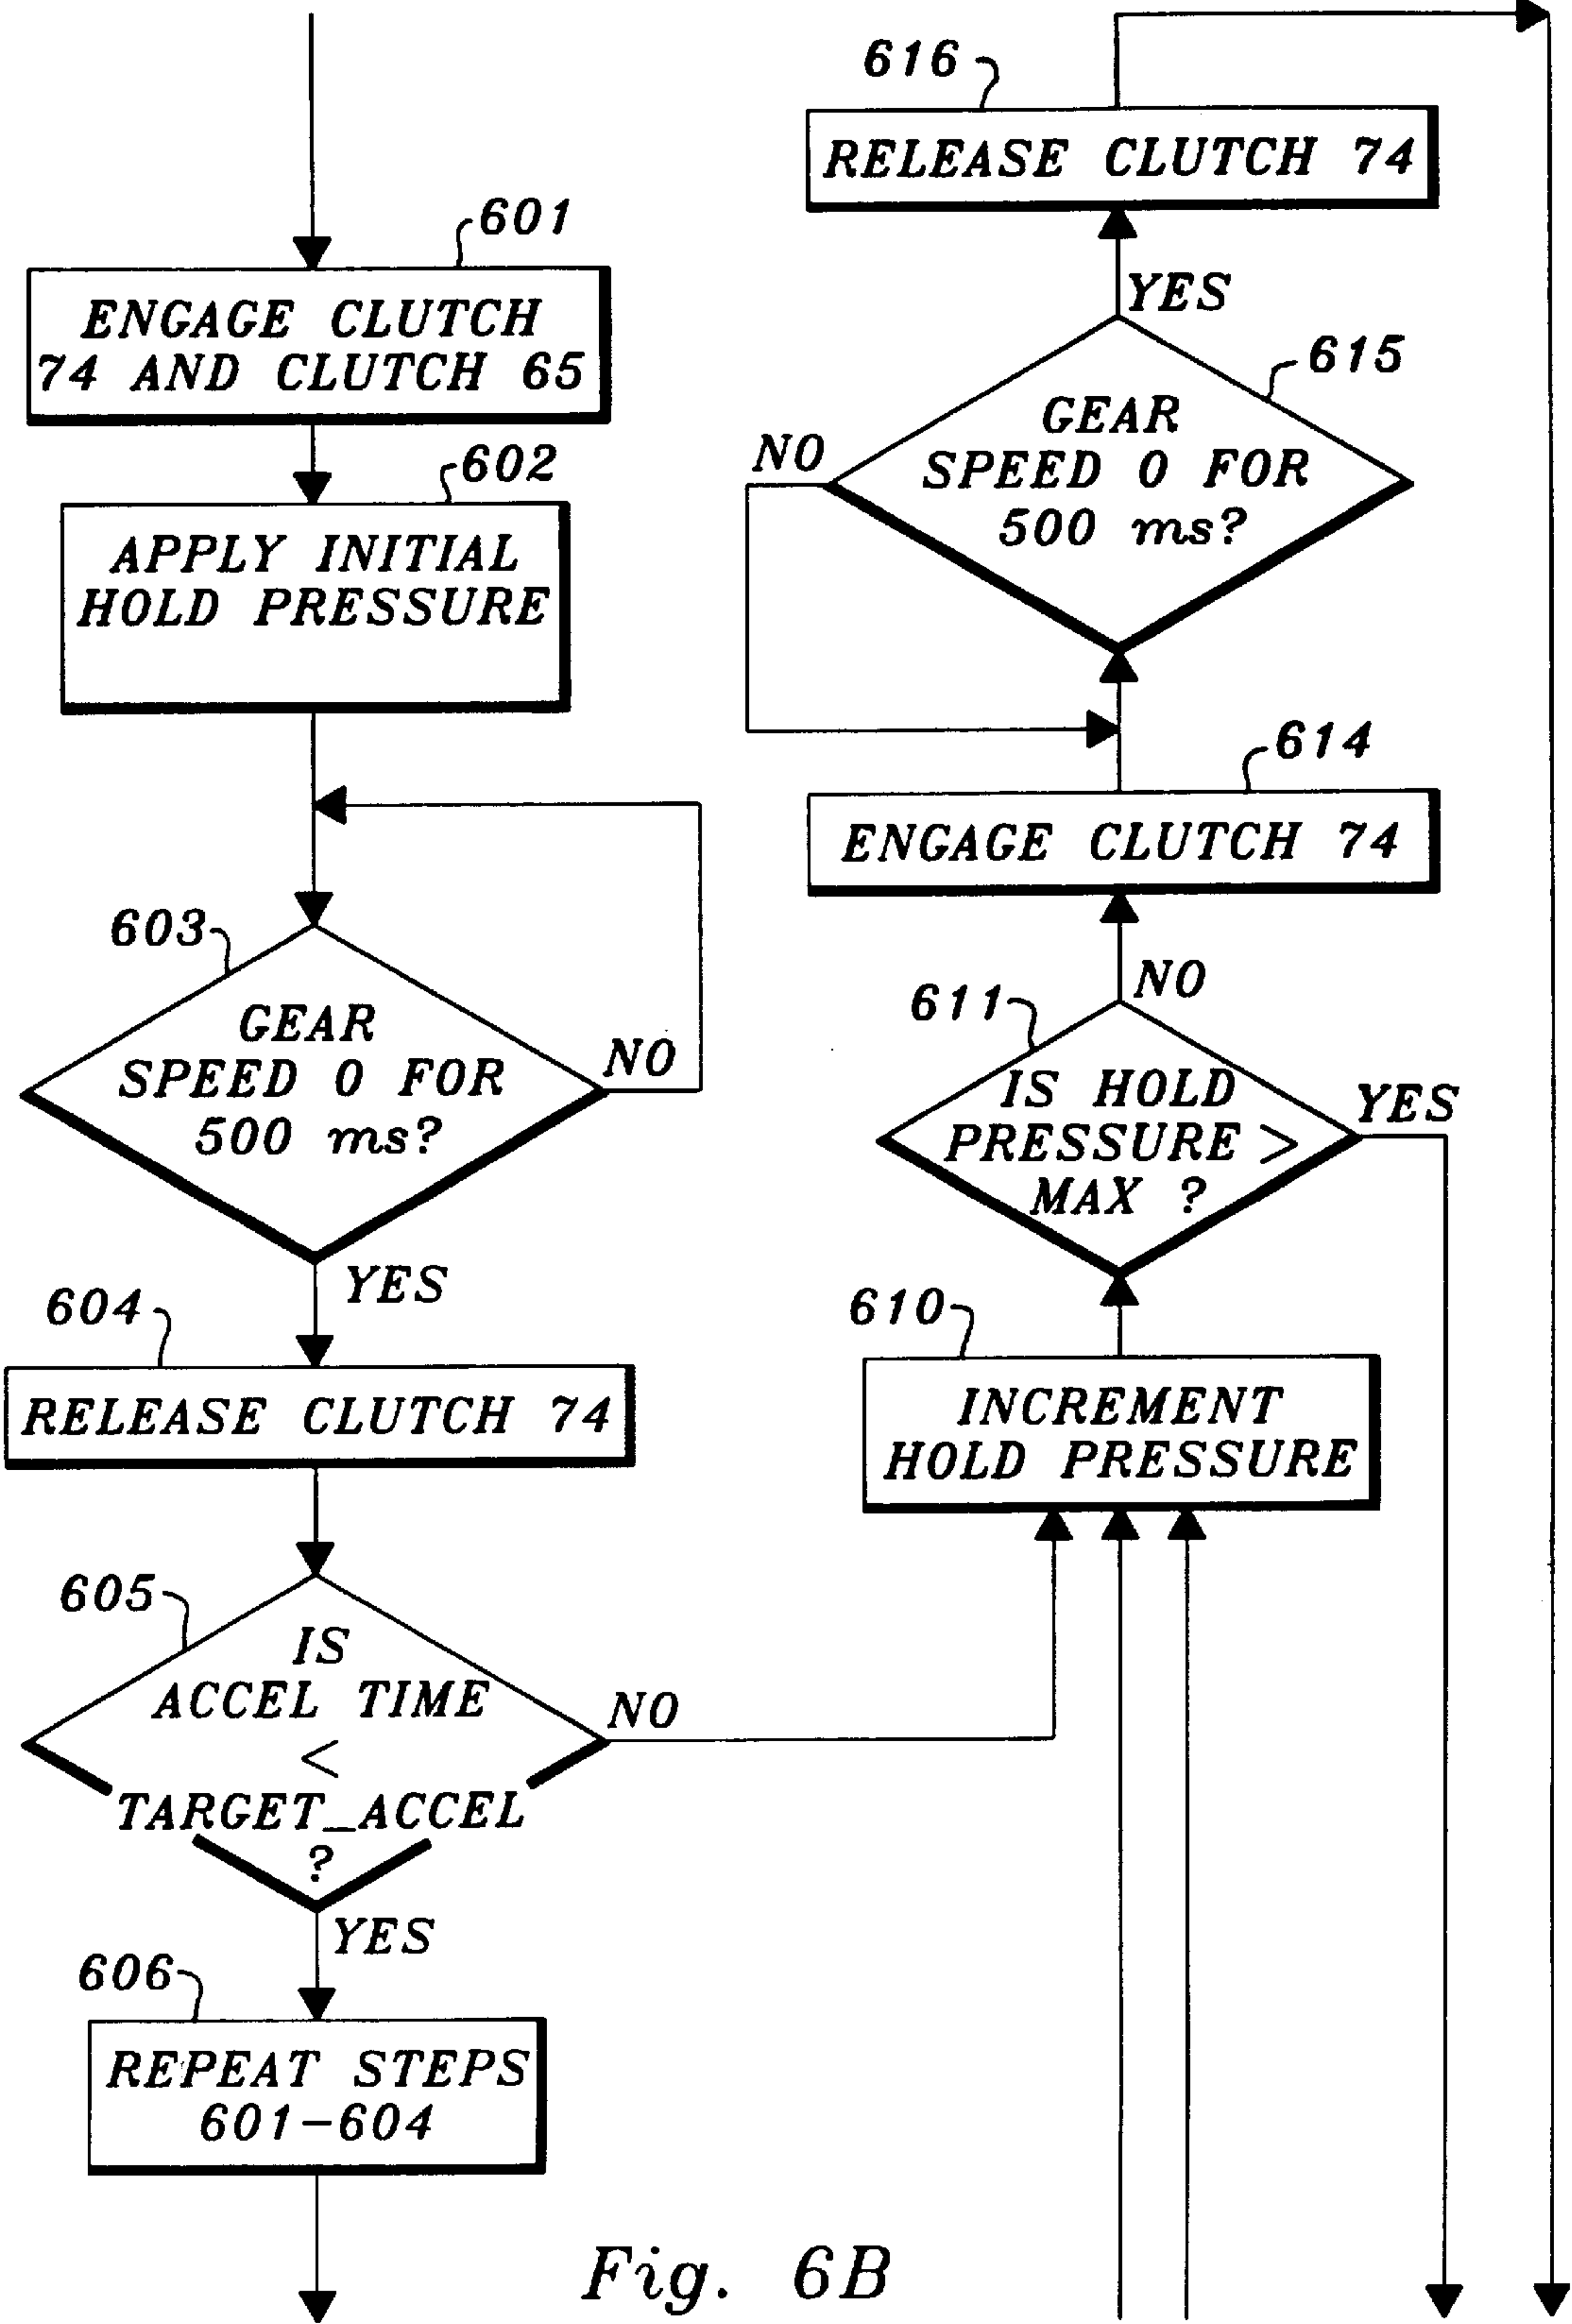 601
ENGAGE CLUTCH
74 AND CLUTCH 65
602
APPLY INITIAL
HOLD PRESSURE
603
GEAR
SPEED 0 FOR
500 ms?
NO
YES
604
RELEASE CLUTCH 74
605
IS
ACCEL TIME
<
TARGET_ACCEL
?
NO
YES
606
REPEAT STEPS
601-604
616
RELEASE CLUTCH 74
YES
615
GEAR
SPEED 0 FOR
500 ms?
NO
614
ENGAGE CLUTCH 74
NO
611
IS HOLD
PRESSURE >
MAX ?
YES
610
INCREMENT
HOLD PRESSURE
Fig. 6B